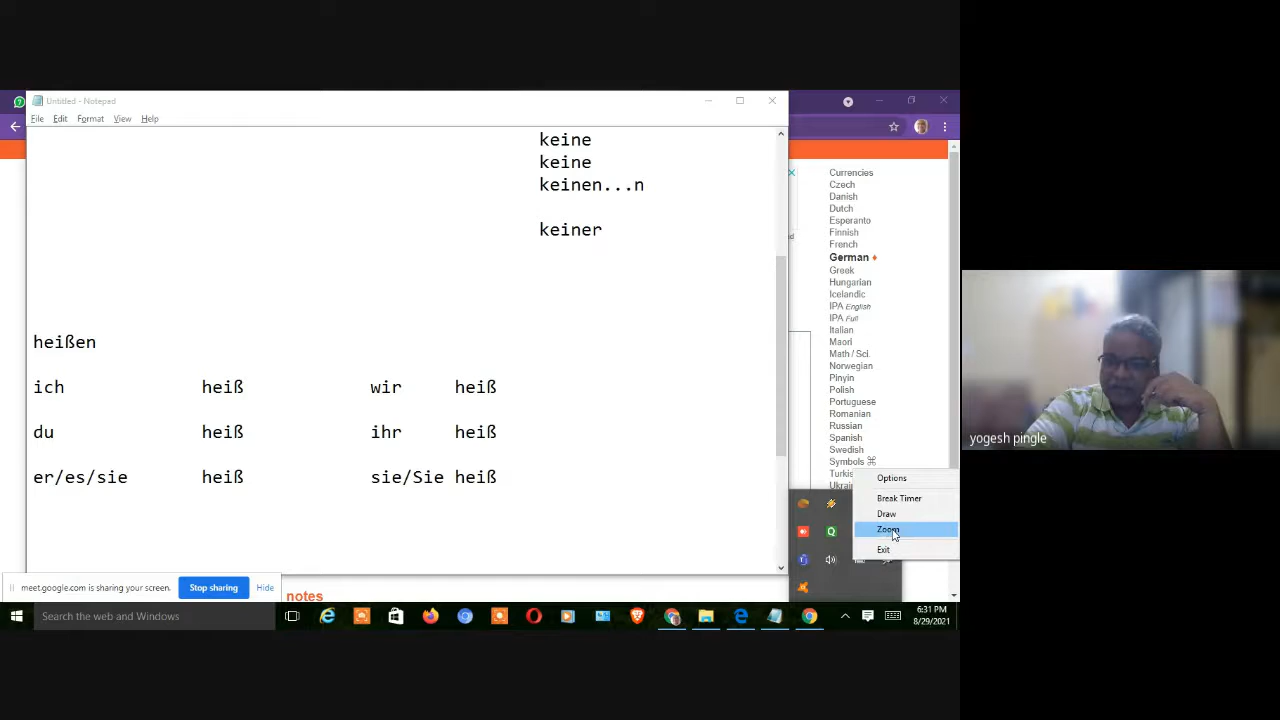 Untitled - Notepad
File Edit Format View Help
keine
keine
keinen...n
keiner
heißen
ich heiß wir heiß
du heiß ihr heiß
er/es/sie heiß sie/Sie heiß
Currencies
Czech
Danish
Dutch
Esperanto
Finnish
French
German
Greek
Hungarian
Icelandic
IPA English
IPA Full
Italian
Maori
Math / Sci.
Norwegian
Pinyin
Polish
Portuguese
Romanian
Russian
Spanish
Swedish
Symbols ⌘
Options
Break Timer
Draw
Zoom
Exit
yogesh pingle
meet.google.com is sharing your screen. Stop sharing Hide
notes
Search the web and Windows
6:31 PM
8/29/2021